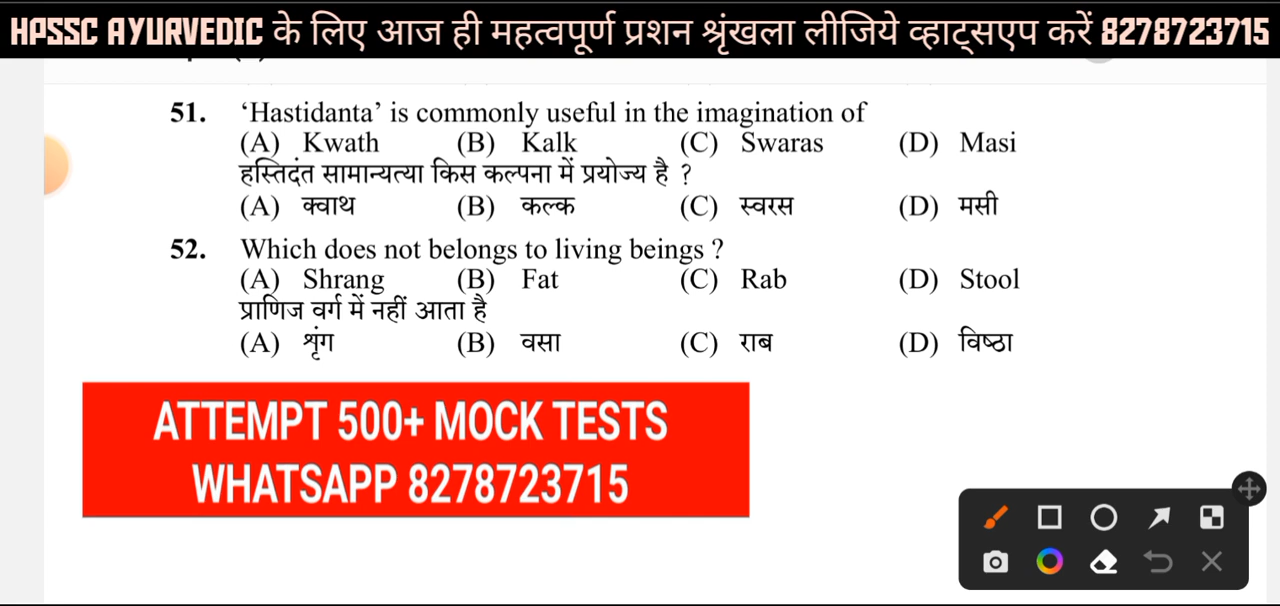 HPSSC AYURVEDIC के लिए आज ही महत्वपूर्ण प्रशन श्रृंखला लीजिये व्हाट्सएप करें 8278723715
51. ‘Hastidanta’ is commonly useful in the imagination of
(A) Kwath (B) Kalk (C) Swaras (D) Masi
हस्तिदंत सामान्यत्या किस कल्पना में प्रयोज्य है ?
(A) क्वाथ (B) कल्क (C) स्वरस (D) मसी
52. Which does not belongs to living beings ?
(A) Shrang (B) Fat (C) Rab (D) Stool
प्राणिज वर्ग में नहीं आता है
(A) शृंग (B) वसा (C) राब (D) विष्ठा
ATTEMPT 500+ MOCK TESTS
WHATSAPP 8278723715